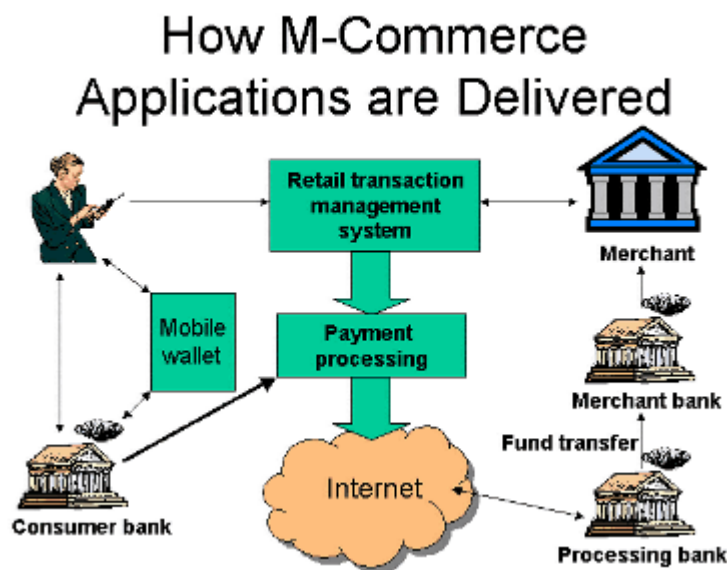 How M-Commerce
Applications are Delivered
Retail transaction
management
system
Merchant
Mobile
wallet
Payment
processing
Merchant bank
Fund transfer
Internet
Consumer bank
Processing bank